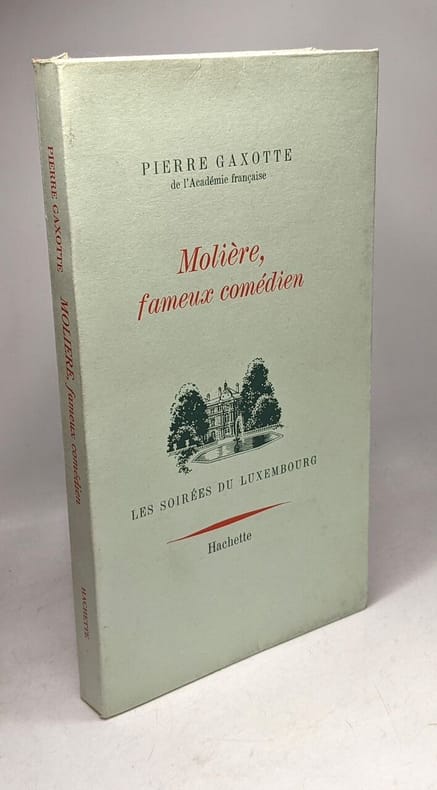 PIERRE GAXOTTE
de l'Académie française
Molière,
fameux comédien
LES SOIRÉES DU LUXEMBOURG
Hachette
PIERRE GAXOTTE
MOLIÈRE, fameux comédien
HACHETTE